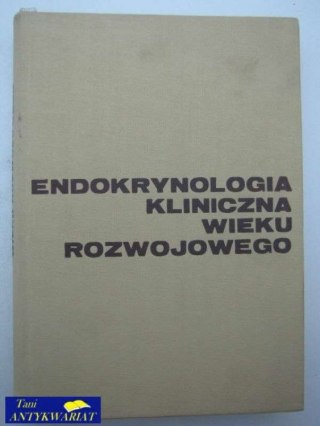 ENDOKRYNOLOGIA
KLINICZNA
WIEKU
ROZWOJOWEGO
Tani
ANTYKWARIAT